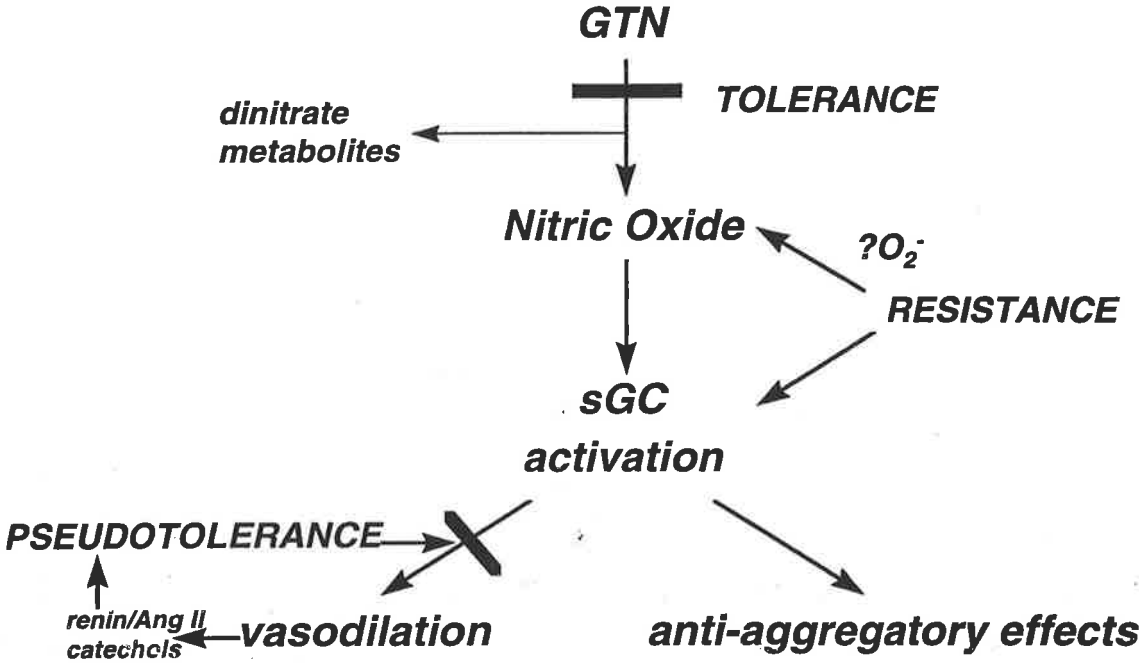 GTN
TOLERANCE
dinitrate
metabolites
Nitric Oxide
?O₂⁻
RESISTANCE
sGC
activation
PSEUDOTOLERANCE
renin/Ang II
catechols
vasodilation
anti-aggregatory effects